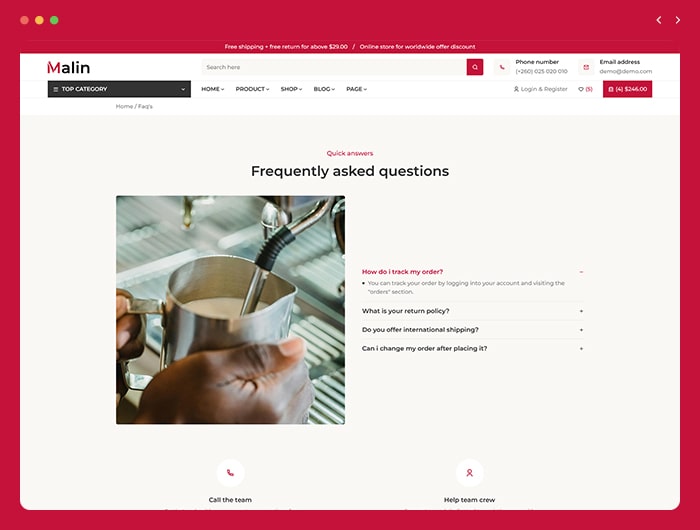 Free shipping + free return for above $29.00 / Online store for worldwide offer discount
Malin
Search here
Phone number
(+260) 025 020 010
Email address
demo@demo.com
TOP CATEGORY
HOME
PRODUCT
SHOP
BLOG
PAGE
Login & Register
(5)
(4) $246.00
Home / Faq's
Quick answers
Frequently asked questions
How do i track my order?
You can track your order by logging into your account and visiting the
"orders" section.
What is your return policy?
Do you offer international shipping?
Can i change my order after placing it?
Call the team
Help team crew